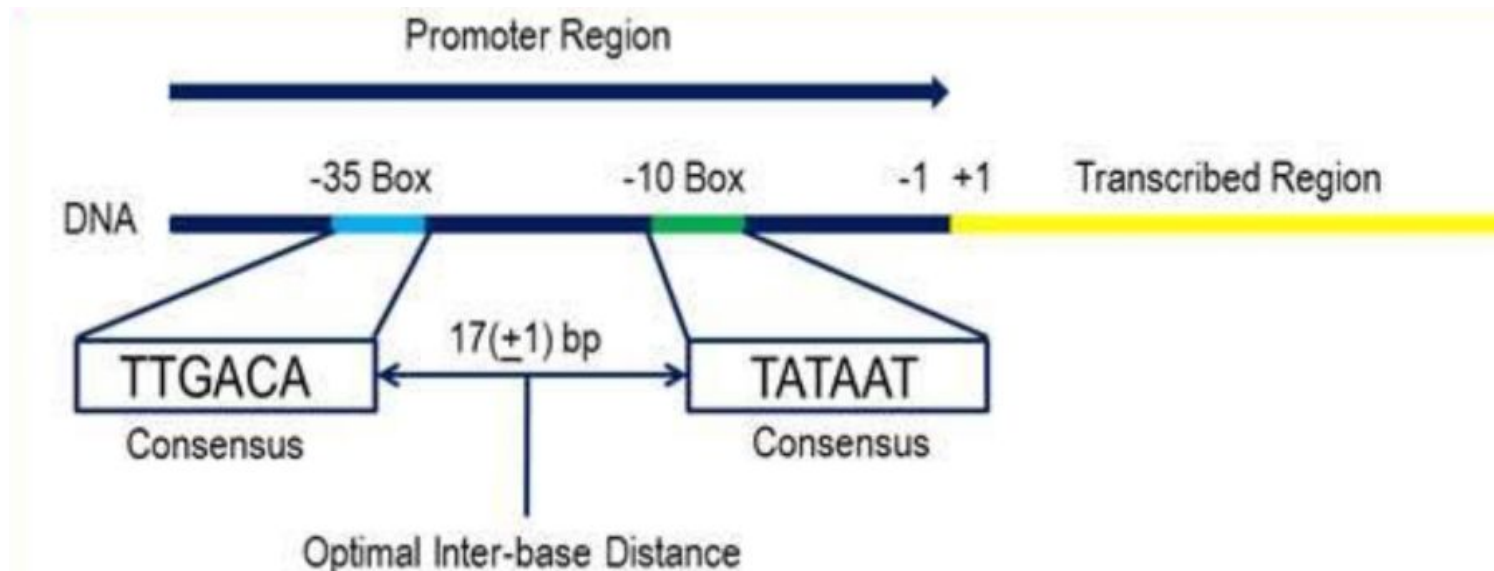 Promoter Region
-35 Box -10 Box -1 +1 Transcribed Region
DNA
17(±1) bp
TTGACA TATAAT
Consensus Consensus
Optimal Inter-base Distance